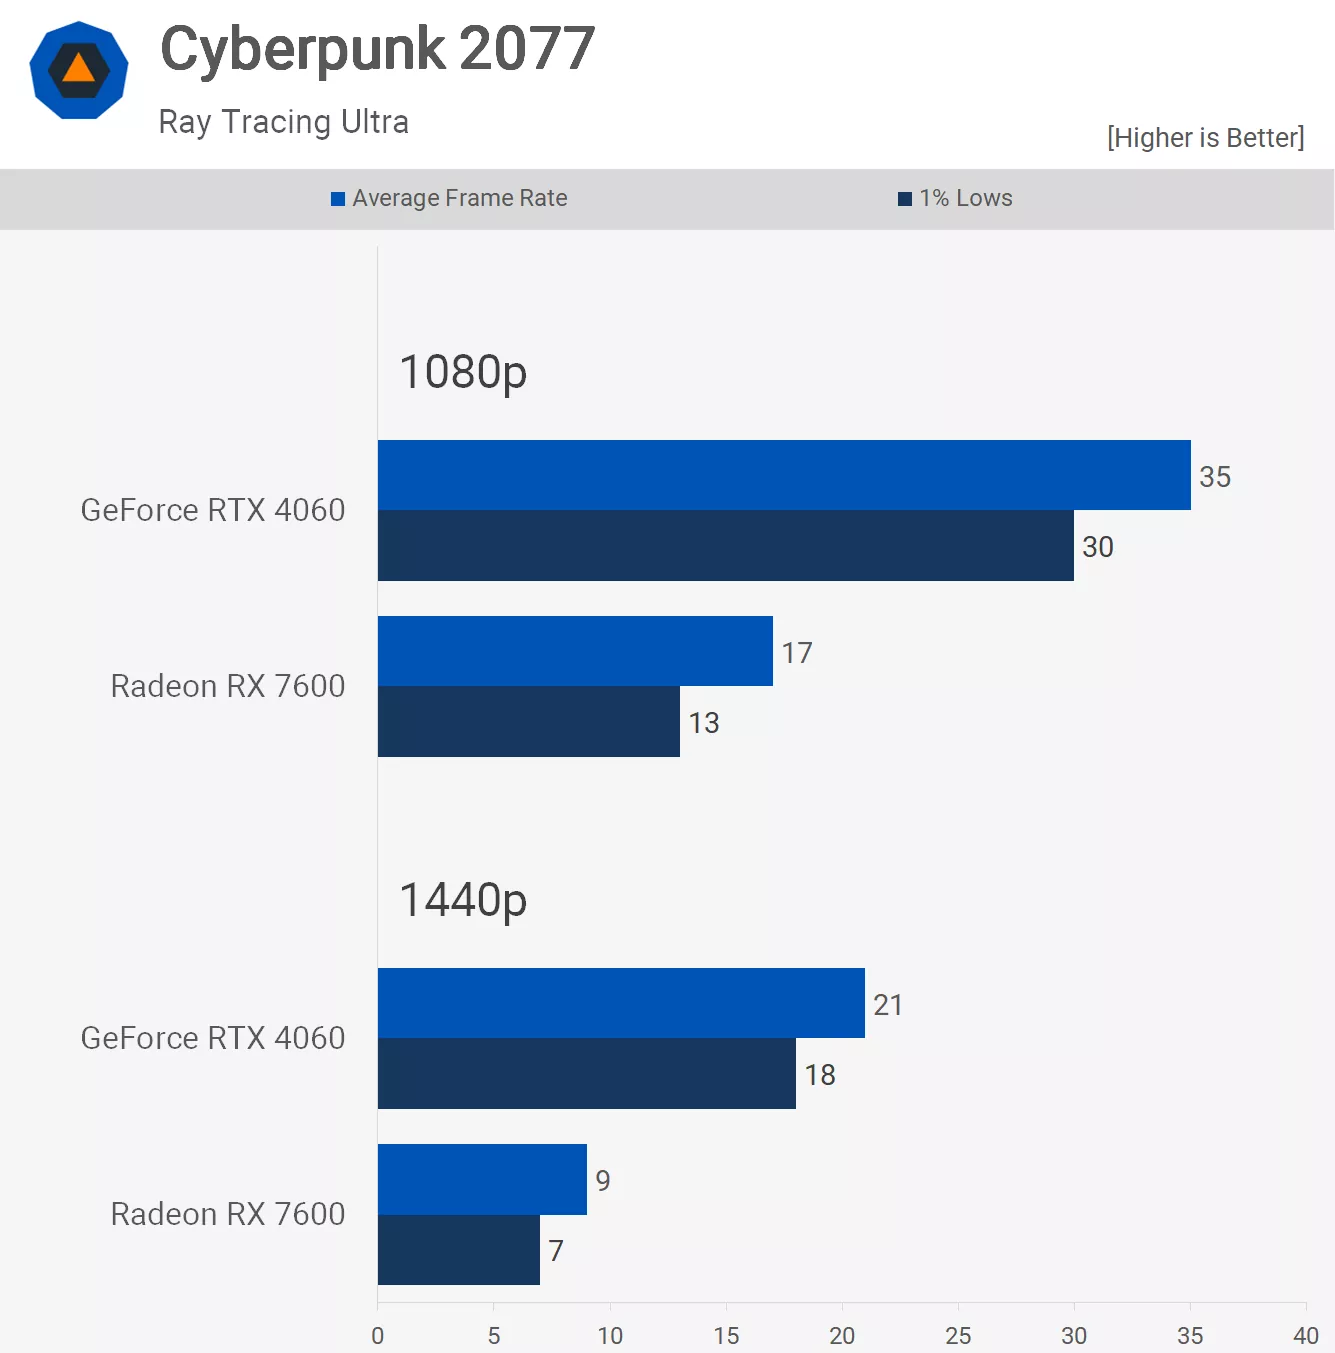 Cyberpunk 2077
Ray Tracing Ultra
[Higher is Better]
Average Frame Rate
1% Lows
1080p
GeForce RTX 4060
35
30
Radeon RX 7600
17
13
1440p
GeForce RTX 4060
21
18
Radeon RX 7600
9
7
0 5 10 15 20 25 30 35 40